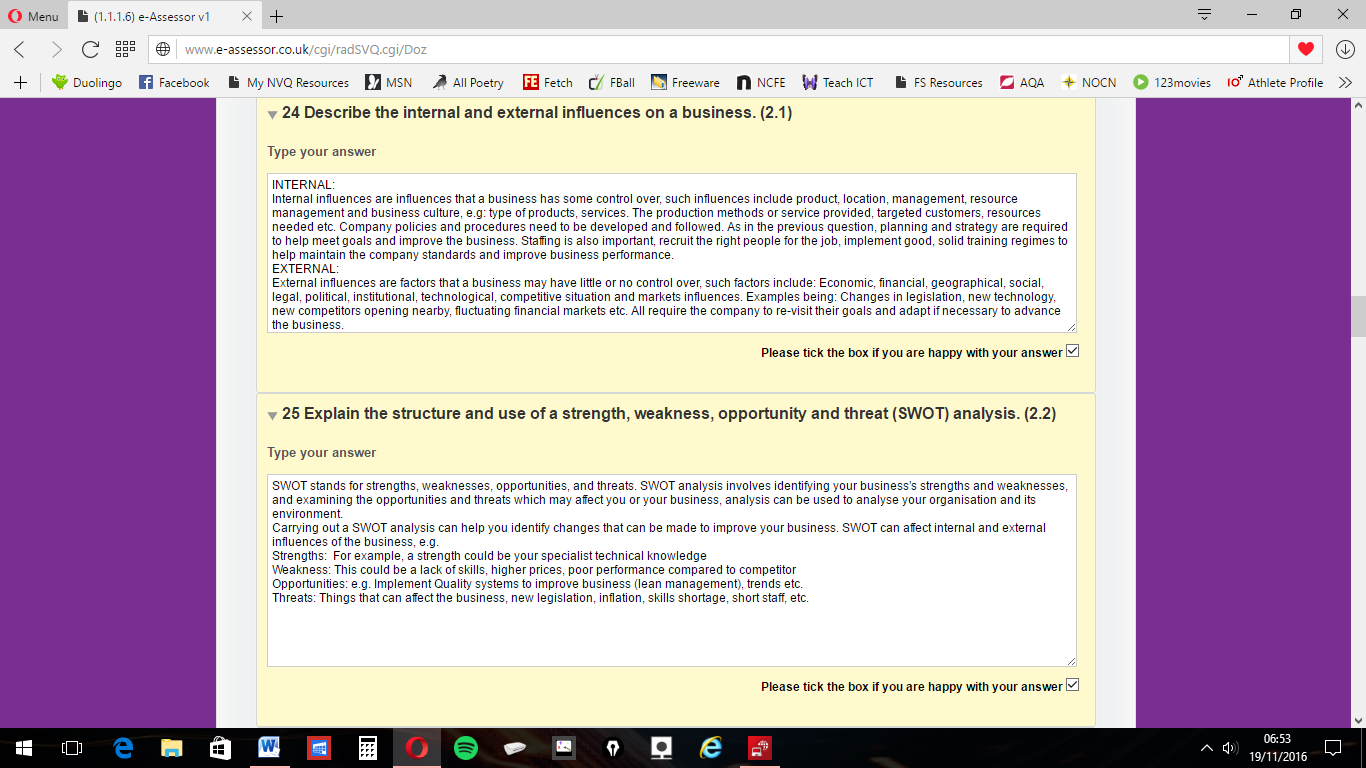 Menu
(1.1.1.6) e-Assessor v1
www.e-assessor.co.uk/cgi/radSVQ.cgi/Doz
Duolingo Facebook My NVQ Resources MSN All Poetry Fetch FBall Freeware NCFE Teach ICT FS Resources AQA NOCN 123movies Athlete Profile
24 Describe the internal and external influences on a business. (2.1)
Type your answer
INTERNAL:
Internal influences are influences that a business has some control over, such influences include product, location, management, resource
management and business culture, e.g: type of products, services. The production methods or service provided, targeted customers, resources
needed etc. Company policies and procedures need to be developed and followed. As in the previous question, planning and strategy are required
to help meet goals and improve the business. Staffing is also important, recruit the right people for the job, implement good, solid training regimes to
help maintain the company standards and improve business performance.
EXTERNAL:
External influences are factors that a business may have little or no control over, such factors include: Economic, financial, geographical, social,
legal, political, institutional, technological, competitive situation and markets influences. Examples being: Changes in legislation, new technology,
new competitors opening nearby, fluctuating financial markets etc. All require the company to re-visit their goals and adapt if necessary to advance
the business.
Please tick the box if you are happy with your answer
25 Explain the structure and use of a strength, weakness, opportunity and threat (SWOT) analysis. (2.2)
Type your answer
SWOT stands for strengths, weaknesses, opportunities, and threats. SWOT analysis involves identifying your business's strengths and weaknesses,
and examining the opportunities and threats which may affect you or your business, analysis can be used to analyse your organisation and its
environment.
Carrying out a SWOT analysis can help you identify changes that can be made to improve your business. SWOT can affect internal and external
influences of the business, e.g.
Strengths: For example, a strength could be your specialist technical knowledge
Weakness: This could be a lack of skills, higher prices, poor performance compared to competitor
Opportunities: e.g. Implement Quality systems to improve business (lean management), trends etc.
Threats: Things that can affect the business, new legislation, inflation, skills shortage, short staff, etc.
Please tick the box if you are happy with your answer
06:53
19/11/2016